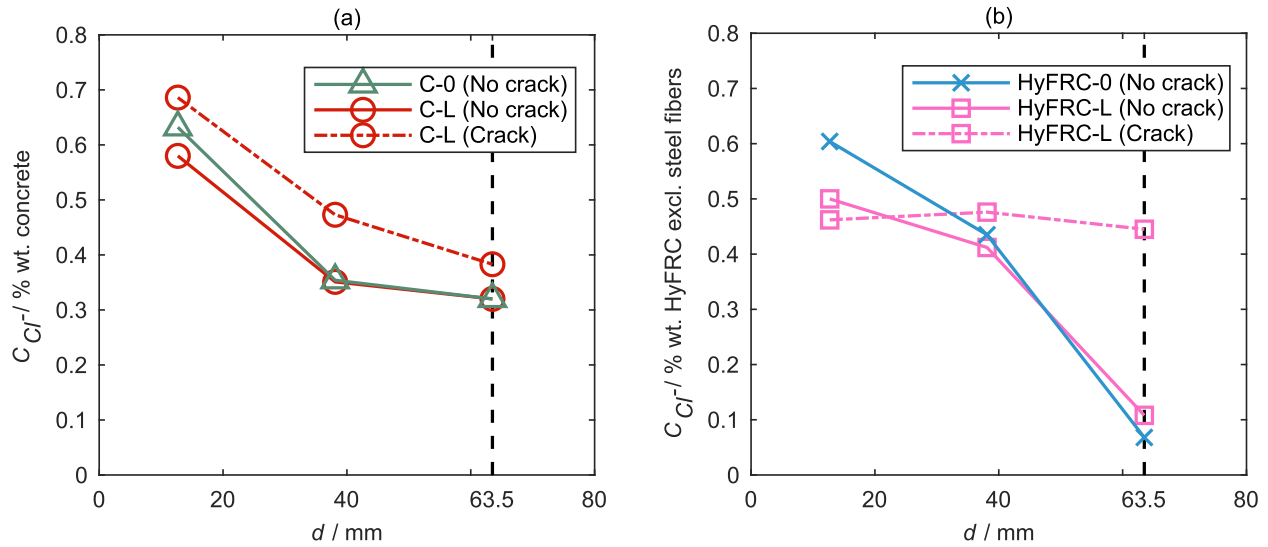 (a)
0.8
0.7
0.6
0.5
0.4
0.3
0.2
0.1
0
C Cl⁻ / % wt. concrete
C-0 (No crack)
C-L (No crack)
C-L (Crack)
0 20 40 63.5 80
d / mm
(b)
0.8
0.7
0.6
0.5
0.4
0.3
0.2
0.1
0
C Cl⁻ / % wt. HyFRC excl. steel fibers
HyFRC-0 (No crack)
HyFRC-L (No crack)
HyFRC-L (Crack)
0 20 40 63.5 80
d / mm